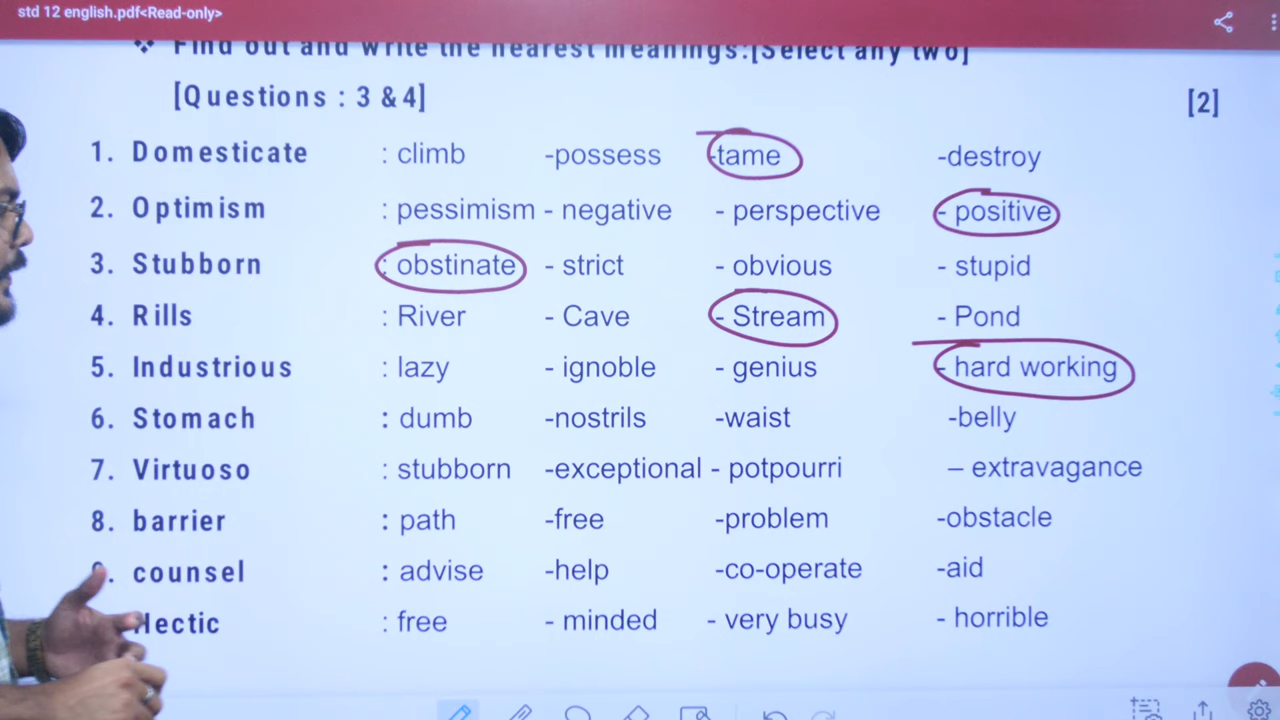 std 12 english.pdf<Read-only>
❖ Find out and write the nearest meanings:[Select any two]
[Questions : 3 & 4] [2]
1. Domesticate : climb -possess -tame -destroy
2. Optimism : pessimism - negative - perspective - positive
3. Stubborn : obstinate - strict - obvious - stupid
4. Rills : River - Cave - Stream - Pond
5. Industrious : lazy - ignoble - genius - hard working
6. Stomach : dumb -nostrils -waist -belly
7. Virtuoso : stubborn -exceptional - potpourri – extravagance
8. barrier : path -free -problem -obstacle
9. counsel : advise -help -co-operate -aid
Hectic : free - minded - very busy - horrible